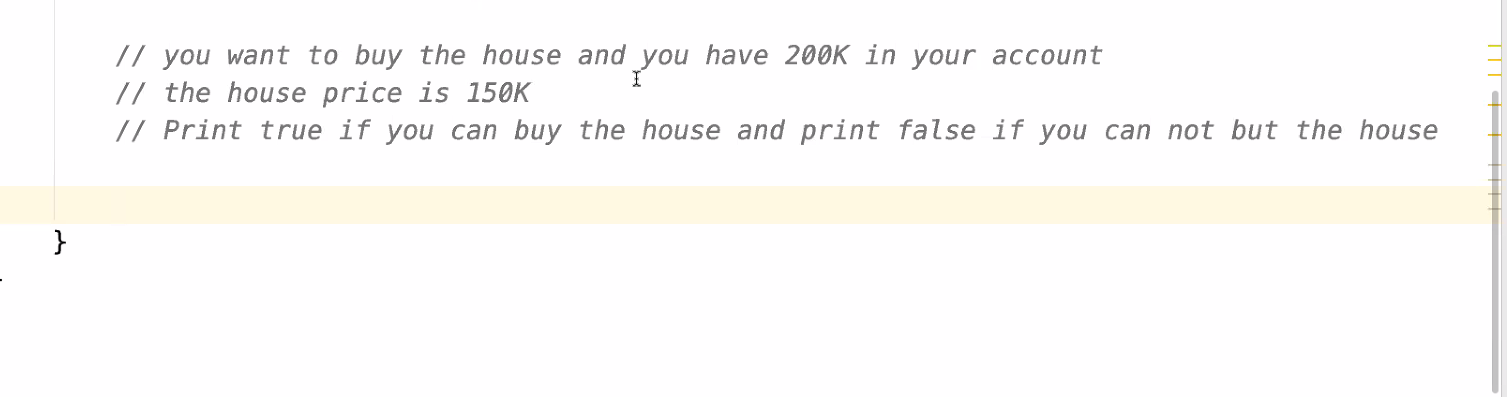 // you want to buy the house and you have 200K in your account
// the house price is 150K
// Print true if you can buy the house and print false if you can not but the house
}